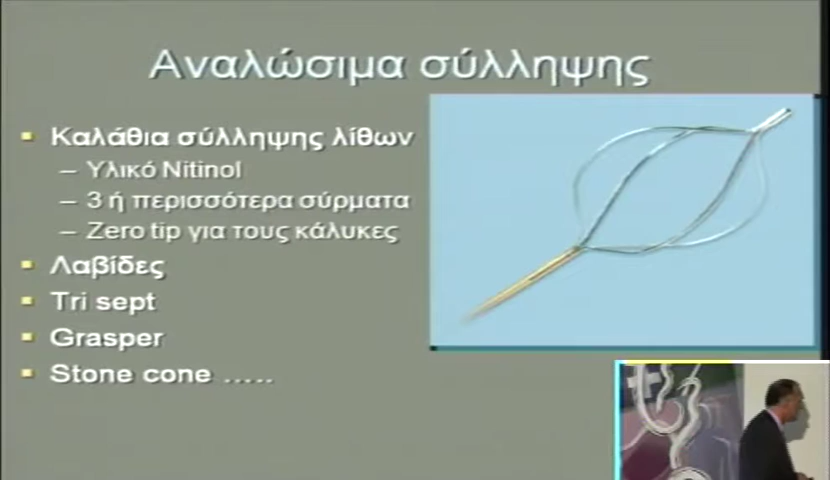 Αναλώσιμα σύλληψης
Καλάθια σύλληψης λίθων
– Υλικό Nitinol
– 3 ή περισσότερα σύρματα
– Zero tip για τους κάλυκες
Λαβίδες
Tri sept
Grasper
Stone cone .....